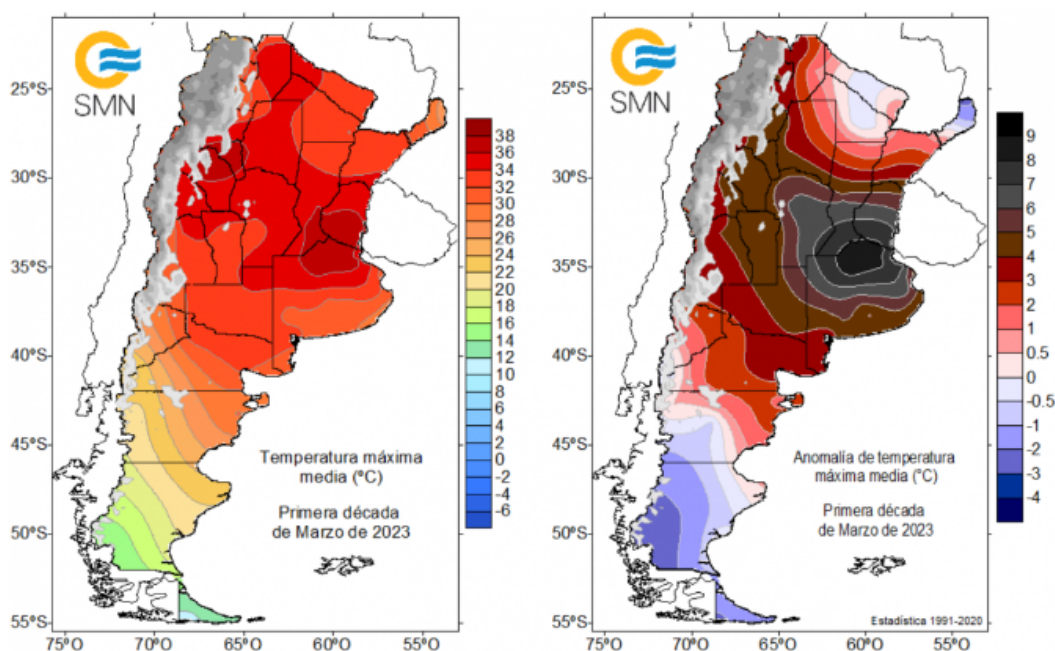 SMN
25ºS
30ºS
35ºS
40ºS
45ºS
50ºS
55ºS
75ºO
70ºO
65ºO
60ºO
55ºO
38
36
34
32
30
28
26
24
22
20
18
16
14
12
10
8
6
4
2
0
-2
-4
-6
Temperatura máxima
media (ºC)
Primera década
de Marzo de 2023
SMN
25ºS
30ºS
35ºS
40ºS
45ºS
50ºS
55ºS
75ºO
70ºO
65ºO
60ºO
55ºO
9
8
7
6
5
4
3
2
1
0.5
0
-0.5
-1
-2
-3
-4
Anomalía de temperatura
máxima media (ºC)
Primera década
de Marzo de 2023
Estadística 1991-2020